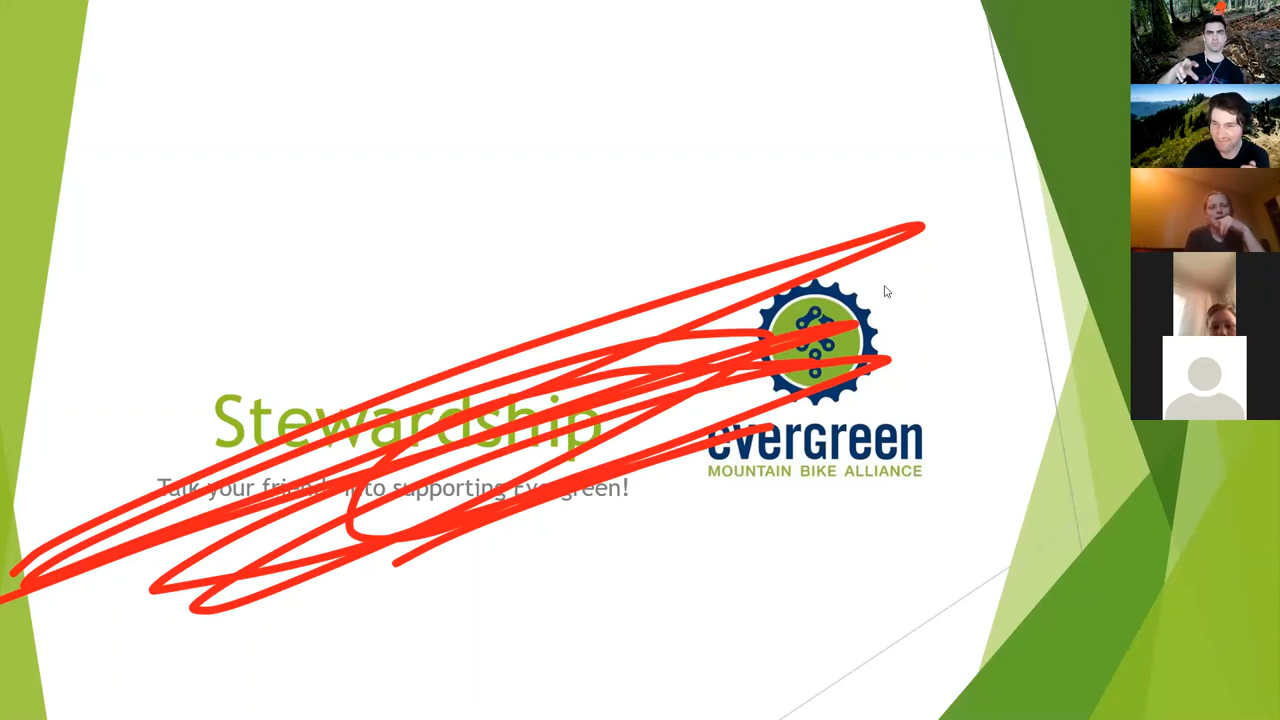 Stewardship
Talk your friends into supporting Evergreen!
evergreen
MOUNTAIN BIKE ALLIANCE